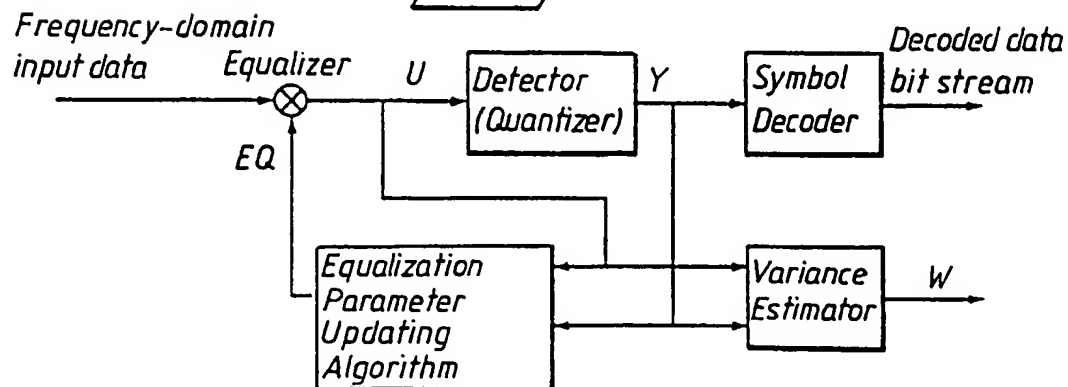 Frequency-domain
input data
Equalizer
U
Detector
(Quantizer)
Y
Symbol
Decoder
Decoded data
bit stream
EQ
Equalization
Parameter
Updating
Algorithm
Variance
Estimator
W